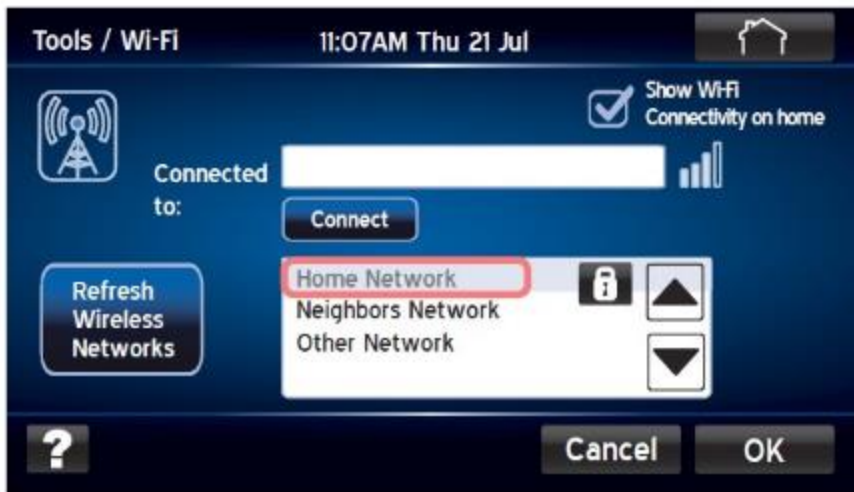 Tools / Wi-Fi
11:07AM Thu 21 Jul
Show Wi-Fi
Connectivity on home
Connected
to:
Connect
Refresh
Wireless
Networks
Home Network
Neighbors Network
Other Network
?
Cancel
OK